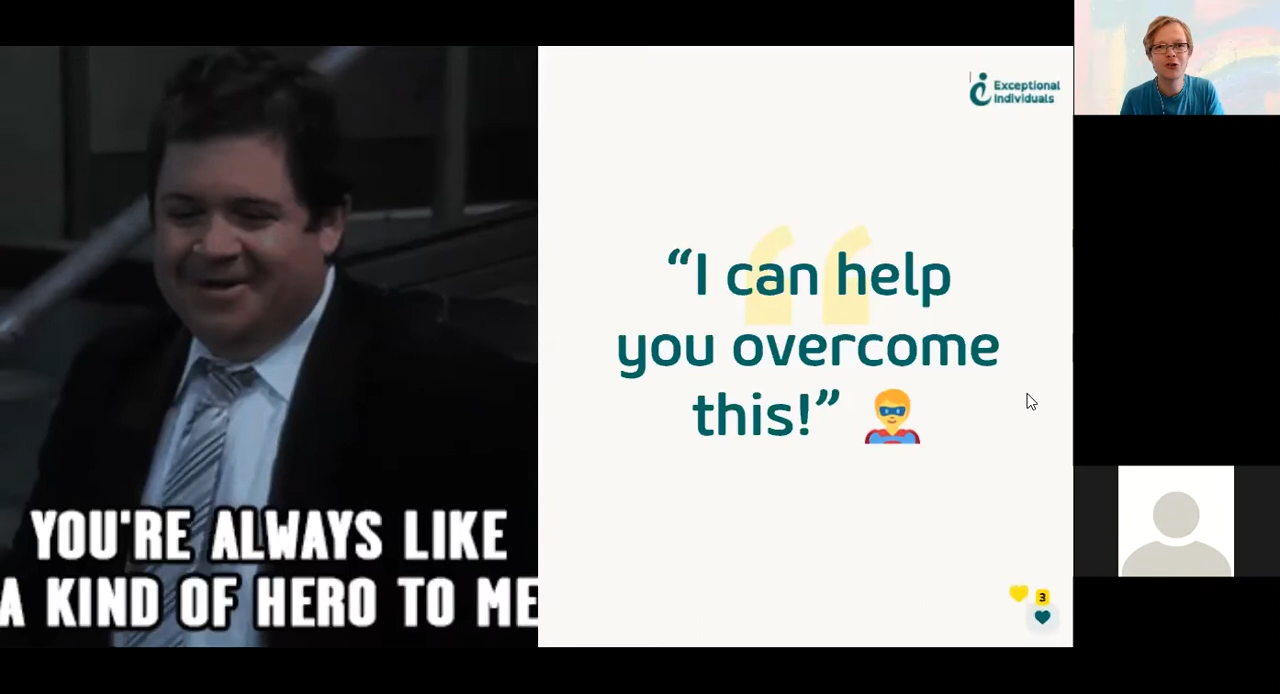 YOU'RE ALWAYS LIKE
A KIND OF HERO TO ME
Exceptional
Individuals
“I can help
you overcome
this!”
3